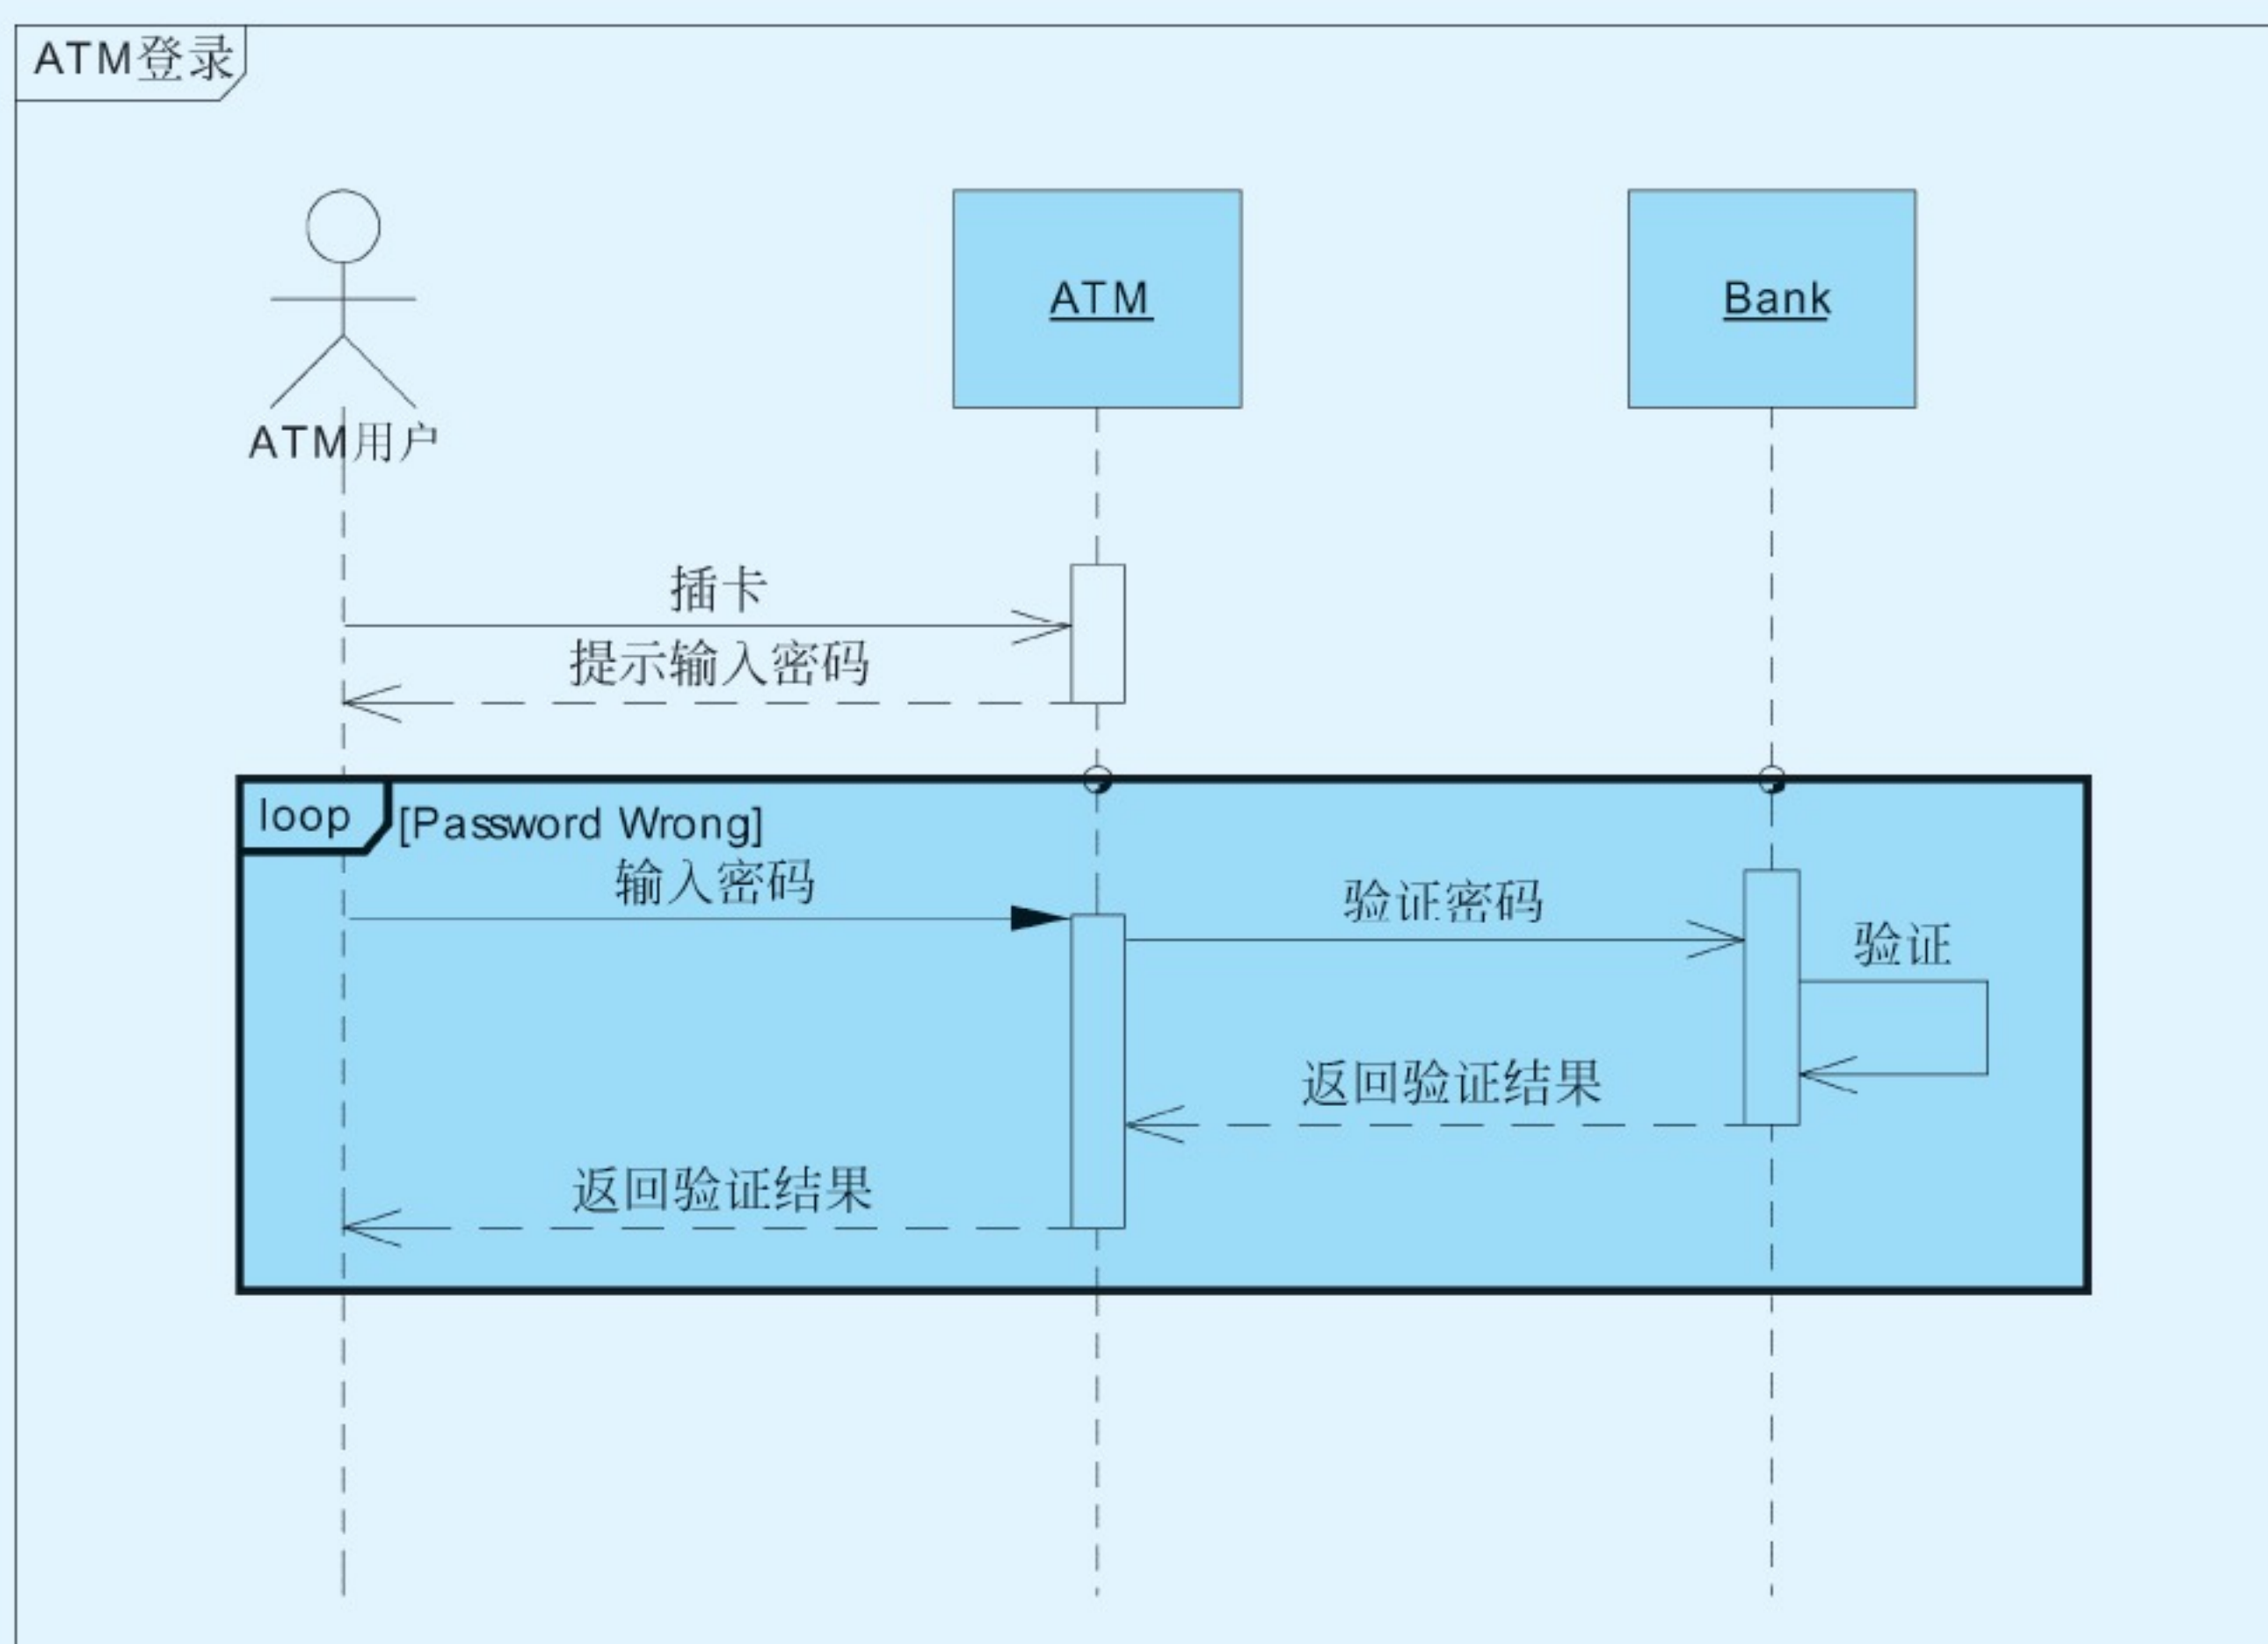 ATM登录
ATM
Bank
ATM用户
插卡
提示输入密码
loop
[Password Wrong]
输入密码
验证密码
验证
返回验证结果
返回验证结果